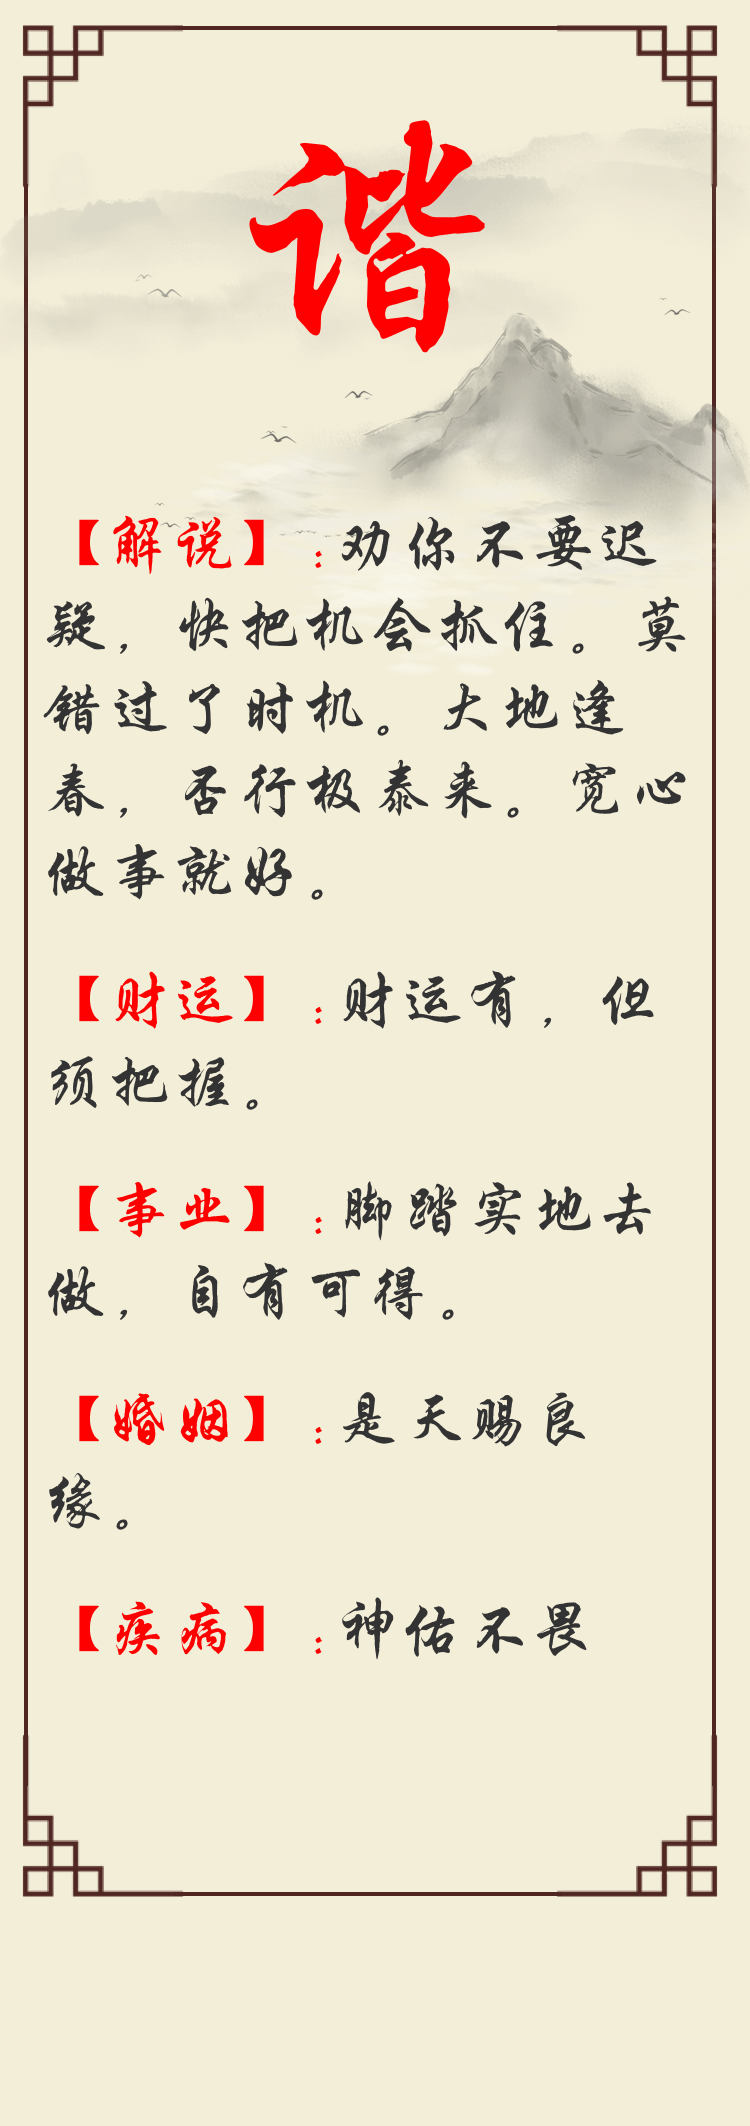 谐
【解说】：劝你不要迟
疑，快把机会抓住。莫
错过了时机。大地逢
春，否行极泰来。宽心
做事就好。
【财运】：财运有，但
须把握。
【事业】：脚踏实地去
做，自有可得。
【婚姻】：是天赐良
缘。
【疾病】：神佑不畏